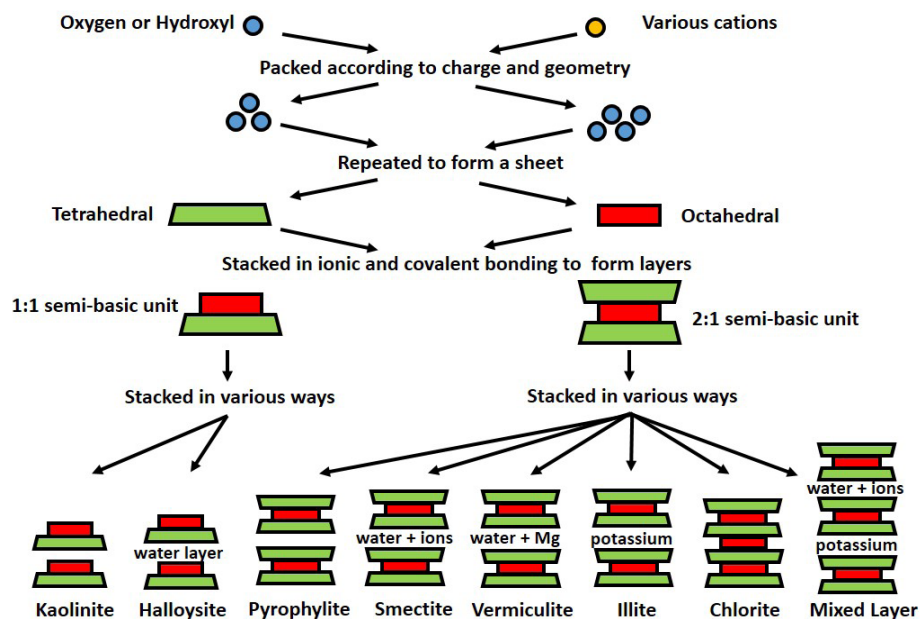 Oxygen or Hydroxyl
Various cations
Packed according to charge and geometry
Repeated to form a sheet
Tetrahedral
Octahedral
Stacked in ionic and covalent bonding to form layers
1:1 semi-basic unit
2:1 semi-basic unit
Stacked in various ways
Stacked in various ways
water layer
water + ions
water + Mg
potassium
water + ions
potassium
Kaolinite
Halloysite
Pyrophylite
Smectite
Vermiculite
Illite
Chlorite
Mixed Layer